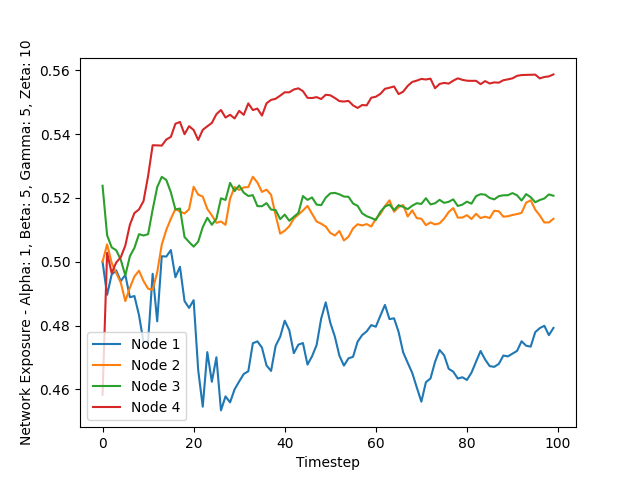 Network Exposure - Alpha: 1, Beta: 5, Gamma: 5, Zeta: 10
0.56
0.54
0.52
0.50
0.48
0.46
Node 1
Node 2
Node 3
Node 4
0
20
40
60
80
100
Timestep